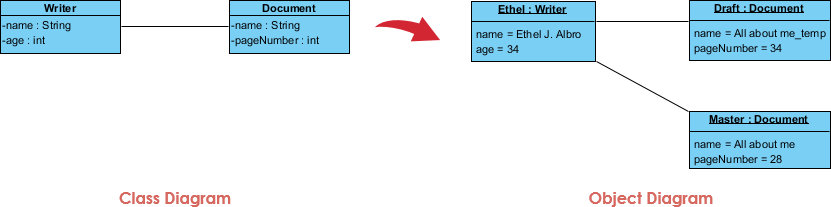 Writer
-name : String
-age : int
Document
-name : String
-pageNumber : int
Ethel : Writer
name = Ethel J. Albro
age = 34
Draft : Document
name = All about me_temp
pageNumber = 34
Master : Document
name = All about me
pageNumber = 28
Class Diagram
Object Diagram